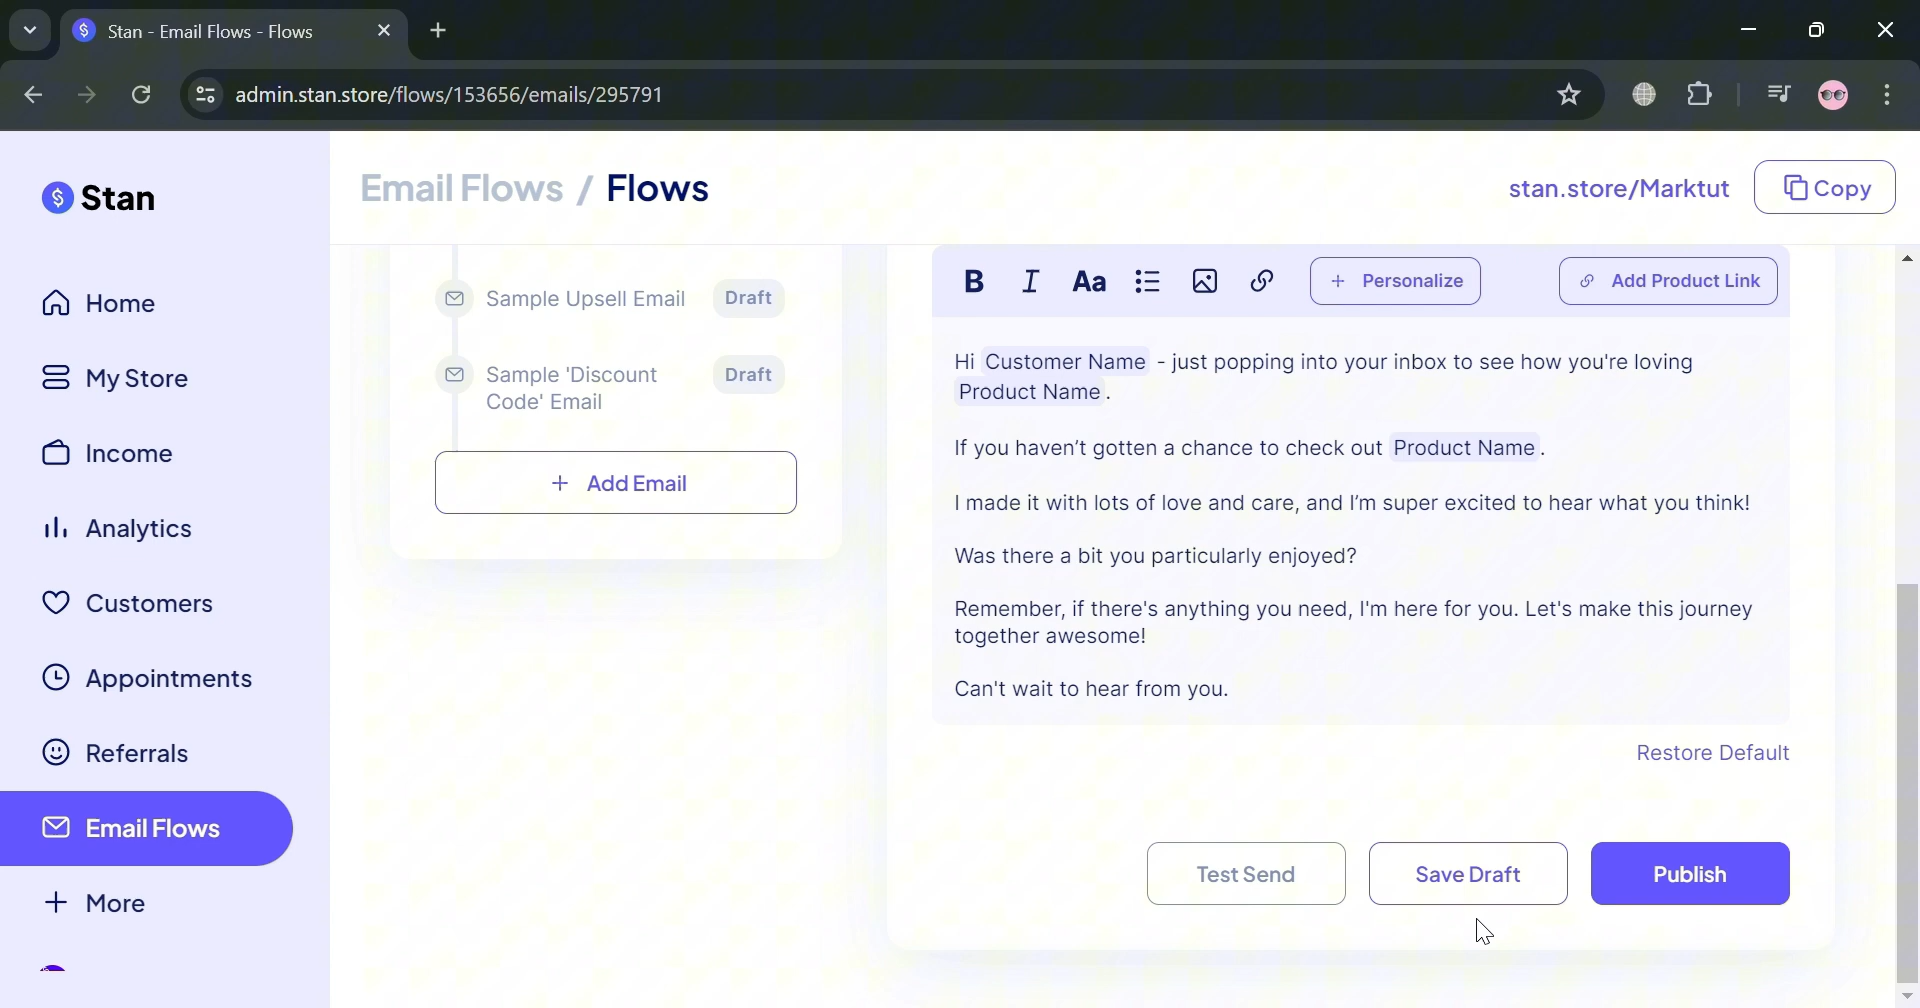 Stan - Email Flows - Flows
admin.stan.store/flows/153656/emails/295791
Stan
Home
My Store
Income
Analytics
Customers
Appointments
Referrals
Email Flows
More
Email Flows / Flows
stan.store/Marktut
Copy
Sample Upsell Email Draft
Sample 'Discount Draft
Code' Email
+ Add Email
B I Aa + Personalize Add Product Link
Hi Customer Name - just popping into your inbox to see how you're loving
Product Name .
If you haven’t gotten a chance to check out Product Name .
I made it with lots of love and care, and I’m super excited to hear what you think!
Was there a bit you particularly enjoyed?
Remember, if there's anything you need, I'm here for you. Let's make this journey
together awesome!
Can't wait to hear from you.
Restore Default
Test Send Save Draft Publish